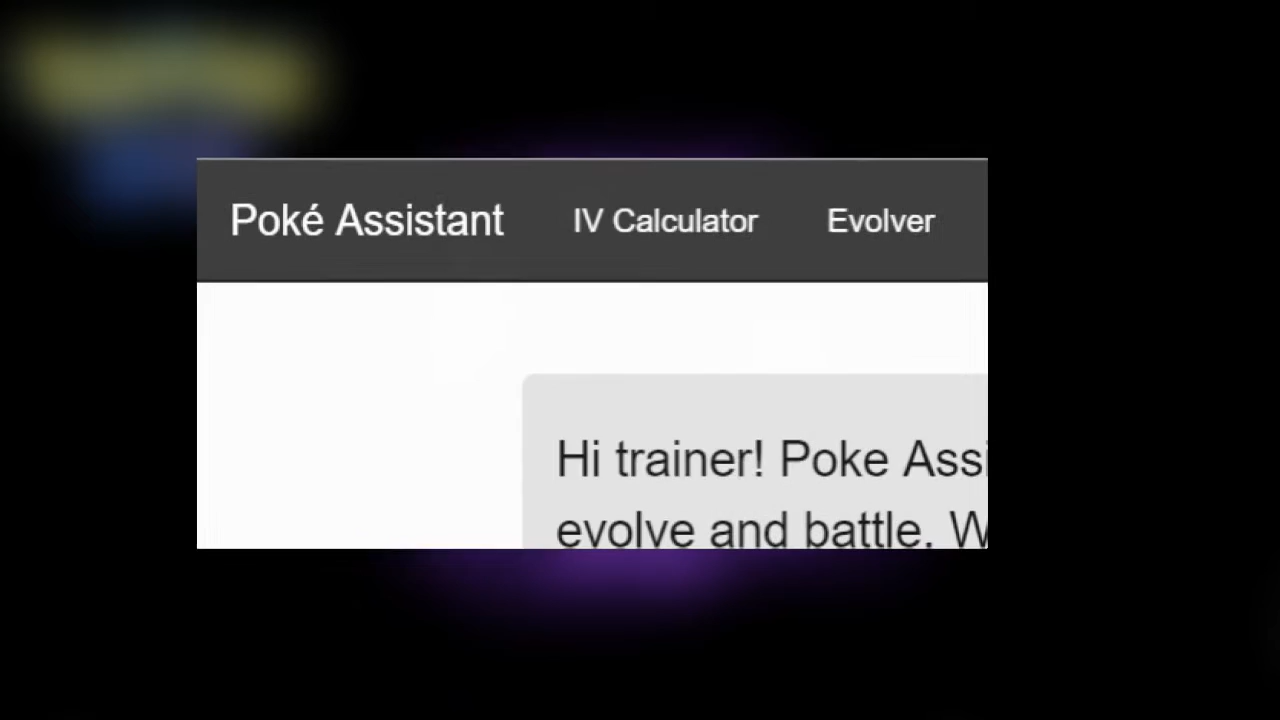 Poké Assistant IV Calculator Evolver
Hi trainer! Poke Assi
evolve and battle. W